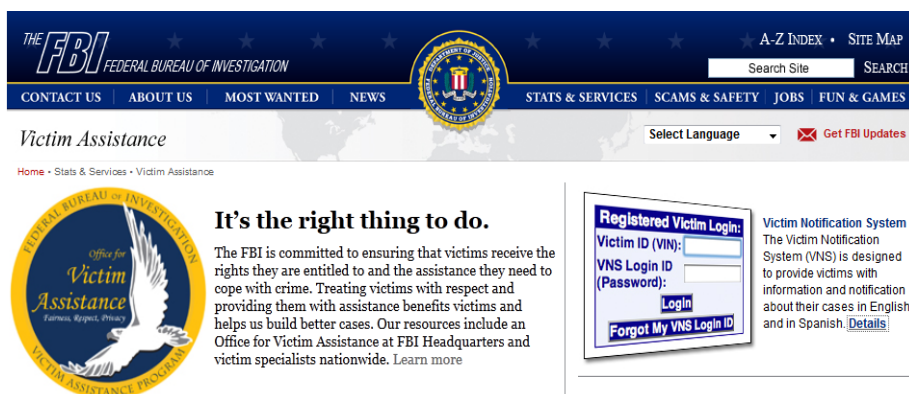 THE FBI FEDERAL BUREAU OF INVESTIGATION
A-Z INDEX • SITE MAP
Search Site SEARCH
CONTACT US ABOUT US MOST WANTED NEWS STATS & SERVICES SCAMS & SAFETY JOBS FUN & GAMES
Victim Assistance
Select Language
Get FBI Updates
Home • Stats & Services • Victim Assistance
FEDERAL BUREAU OF INVESTIGATION
Office for
Victim
Assistance
Fairness, Respect, Privacy
VICTIM ASSISTANCE PROGRAM
It's the right thing to do.
The FBI is committed to ensuring that victims receive the
rights they are entitled to and the assistance they need to
cope with crime. Treating victims with respect and
providing them with assistance benefits victims and
helps us build better cases. Our resources include an
Office for Victim Assistance at FBI Headquarters and
victim specialists nationwide. Learn more
Registered Victim Login:
Victim ID (VIN):
VNS Login ID
(Password):
Login
Forgot My VNS Login ID
Victim Notification System
The Victim Notification
System (VNS) is designed
to provide victims with
information and notification
about their cases in English
and in Spanish. Details